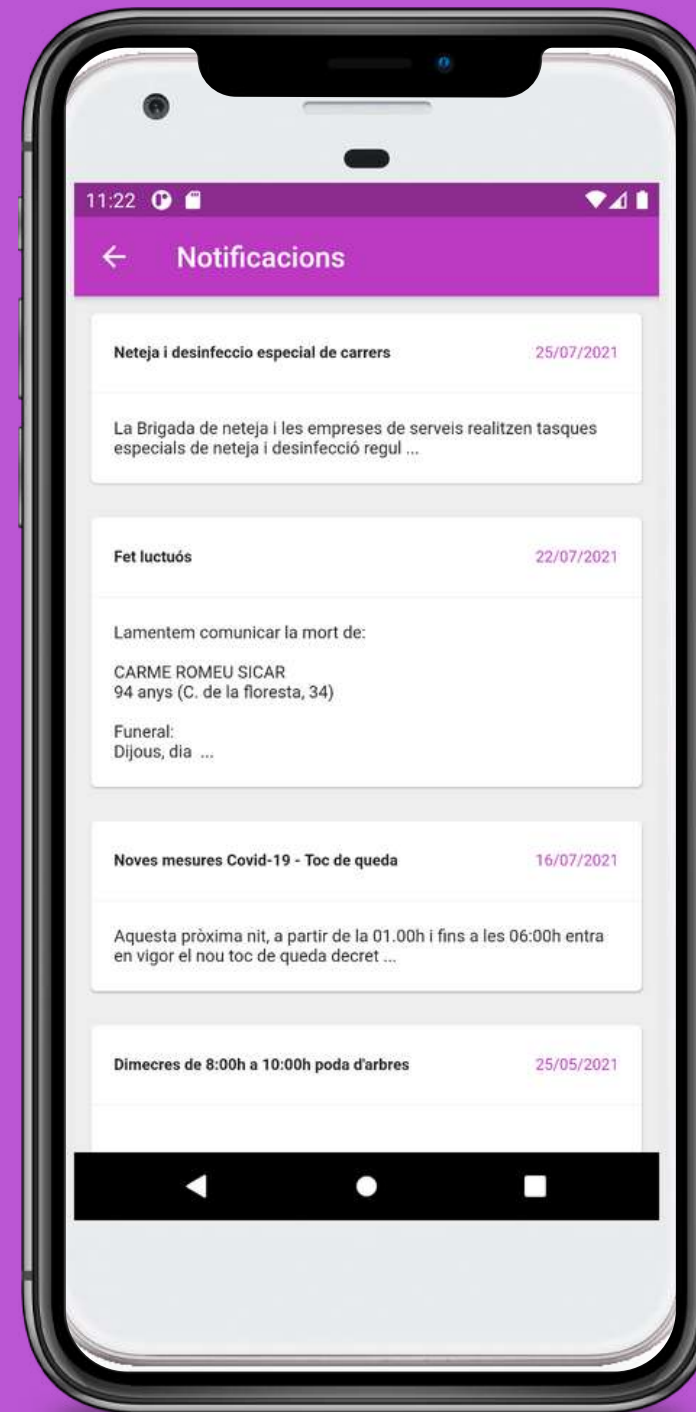 11:22
Notificacions
Neteja i desinfeccio especial de carrers 25/07/2021
La Brigada de neteja i les empreses de serveis realitzen tasques
especials de neteja i desinfecció regul ...
Fet luctuós 22/07/2021
Lamentem comunicar la mort de:
CARME ROMEU SICAR
94 anys (C. de la floresta, 34)
Funeral:
Dijous, dia ...
Noves mesures Covid-19 - Toc de queda 16/07/2021
Aquesta pròxima nit, a partir de la 01.00h i fins a les 06:00h entra
en vigor el nou toc de queda decret ...
Dimecres de 8:00h a 10:00h poda d'arbres 25/05/2021